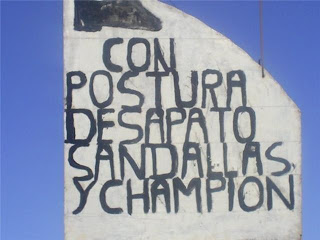 CON
POSTURA
DESAPATO
SANDALLAS,
Y CHAMPION